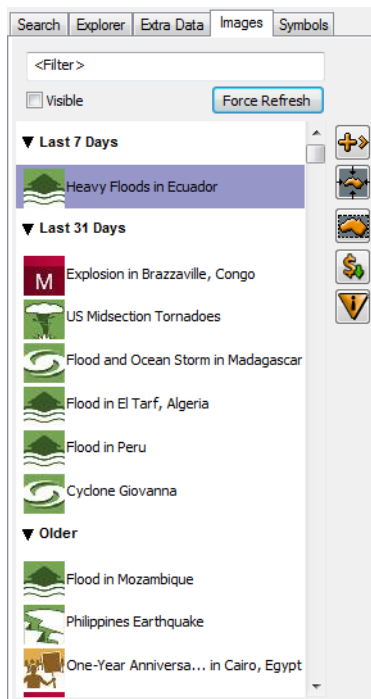 Search Explorer Extra Data Images Symbols
<Filter>
Visible Force Refresh
Last 7 Days
Heavy Floods in Ecuador
Last 31 Days
M Explosion in Brazzaville, Congo
US Midsection Tornadoes
Flood and Ocean Storm in Madagascar
Flood in El Tarf, Algeria
Flood in Peru
Cyclone Giovanna
Older
Flood in Mozambique
Philippines Earthquake
One-Year Anniversa... in Cairo, Egypt